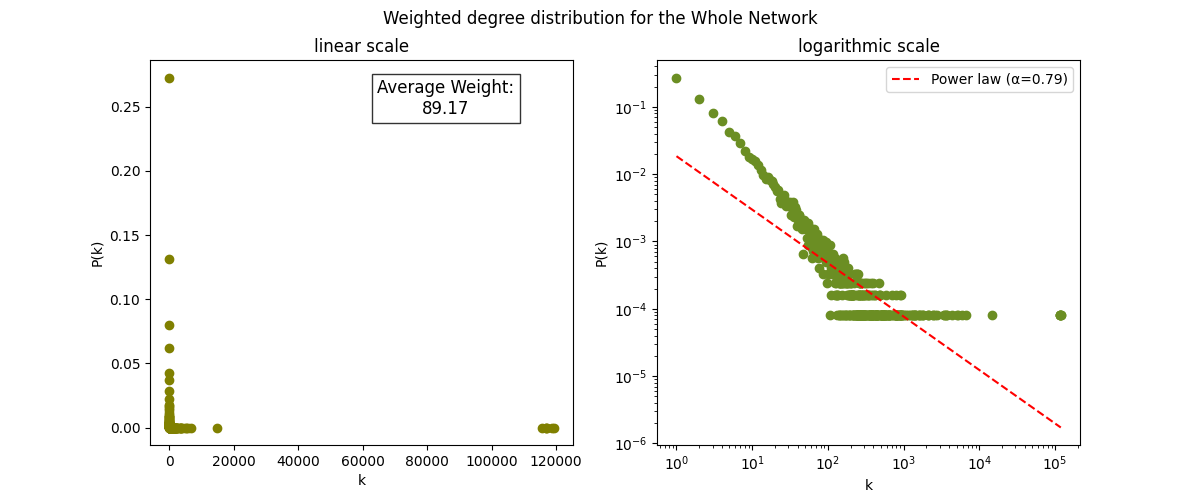 Weighted degree distribution for the Whole Network
linear scale
Average Weight:
89.17
P(k)
0.25
0.20
0.15
0.10
0.05
0.00
0 20000 40000 60000 80000 100000 120000
k
logarithmic scale
Power law (α=0.79)
P(k)
10⁻¹
10⁻²
10⁻³
10⁻⁴
10⁻⁵
10⁻⁶
10⁰ 10¹ 10² 10³ 10⁴ 10⁵
k